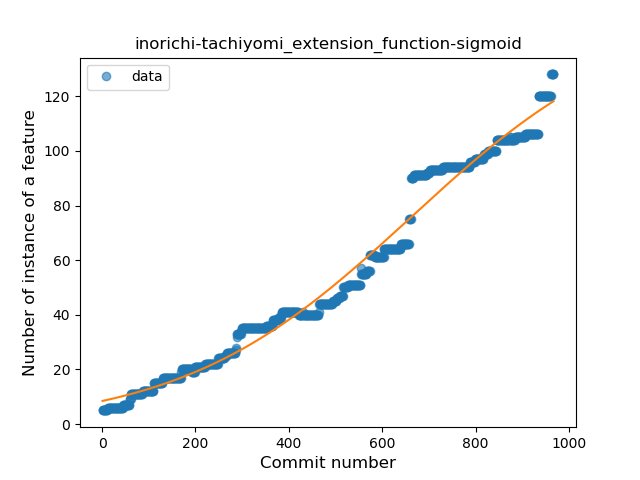 inorichi-tachiyomi_extension_function-sigmoid
data
Number of instance of a feature
120
100
80
60
40
20
0
0 200 400 600 800 1000
Commit number